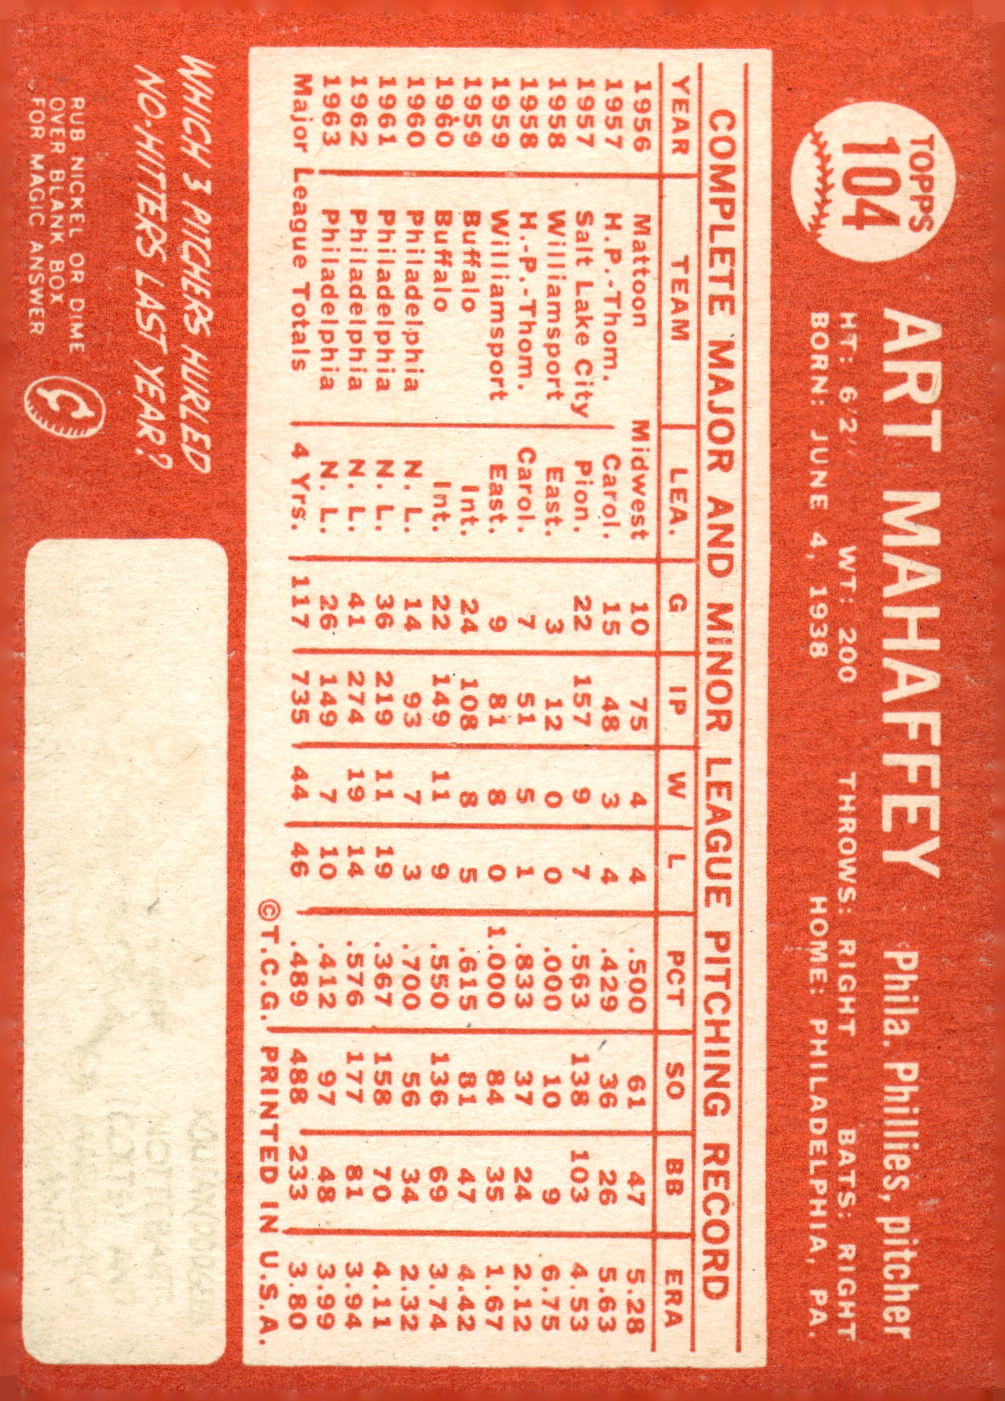 TOPPS
104
ART MAHAFFEY Phila. Phillies, pitcher
HT: 6'2" WT: 200 THROWS: RIGHT BATS: RIGHT
BORN: JUNE 4, 1938 HOME: PHILADELPHIA, PA.
COMPLETE MAJOR AND MINOR LEAGUE PITCHING RECORD
YEAR TEAM LEA. G IP W L PCT SO BB ERA
1956 Mattoon Midwest 10 75 4 4 .500 61 47 5.28
1957 H.P.-Thom. Carol. 15 48 3 4 .429 36 26 5.63
1957 Salt Lake City Pion. 22 157 9 7 .563 138 103 4.53
1958 Williamsport East. 3 12 0 0 .000 10 9 6.75
1958 H.-P.-Thom. Carol. 7 51 5 1 .833 37 24 2.12
1959 Williamsport East. 9 81 8 0 1.000 84 35 1.67
1959 Buffalo Int. 24 108 8 5 .615 81 47 4.42
1960 Buffalo Int. 22 149 11 9 .550 136 69 3.74
1960 Philadelphia N. L. 14 93 7 3 .700 56 34 2.32
1961 Philadelphia N. L. 36 219 11 19 .367 158 70 4.11
1962 Philadelphia N. L. 41 274 19 14 .576 177 81 3.94
1963 Philadelphia N. L. 26 149 7 10 .412 97 48 3.99
Major League Totals 4 Yrs. 117 735 44 46 .489 488 233 3.80
©T.C.G. PRINTED IN U.S.A.
WHICH 3 PITCHERS HURLED
NO-HITTERS LAST YEAR?
RUB NICKEL OR DIME
OVER BLANK BOX
FOR MAGIC ANSWER